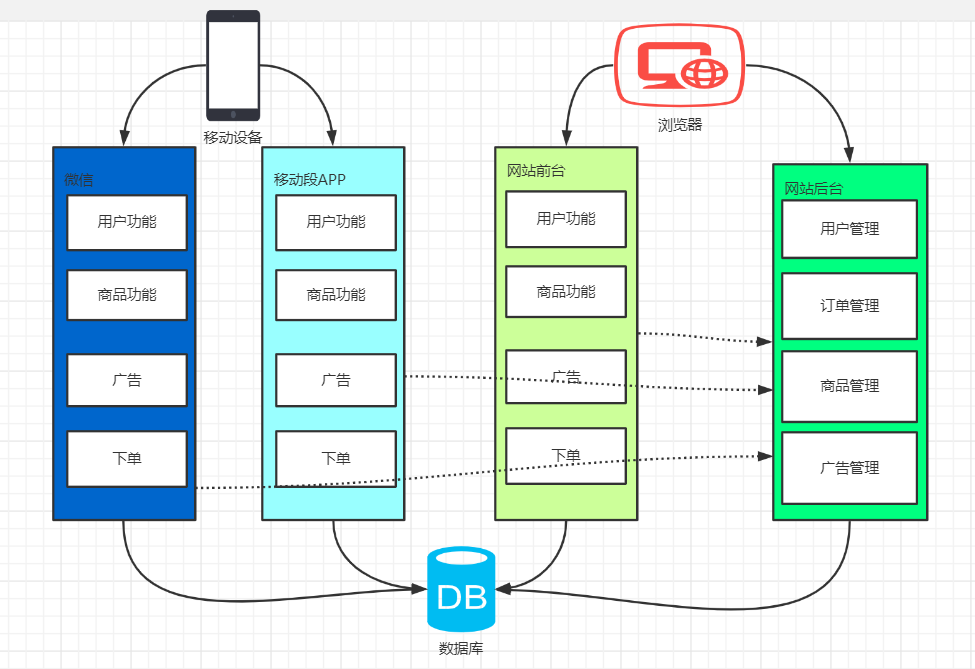 移动设备
浏览器
微信
用户功能
商品功能
广告
下单
移动段APP
用户功能
商品功能
广告
下单
网站前台
用户功能
商品功能
广告
下单
网站后台
用户管理
订单管理
商品管理
广告管理
DB
数据库